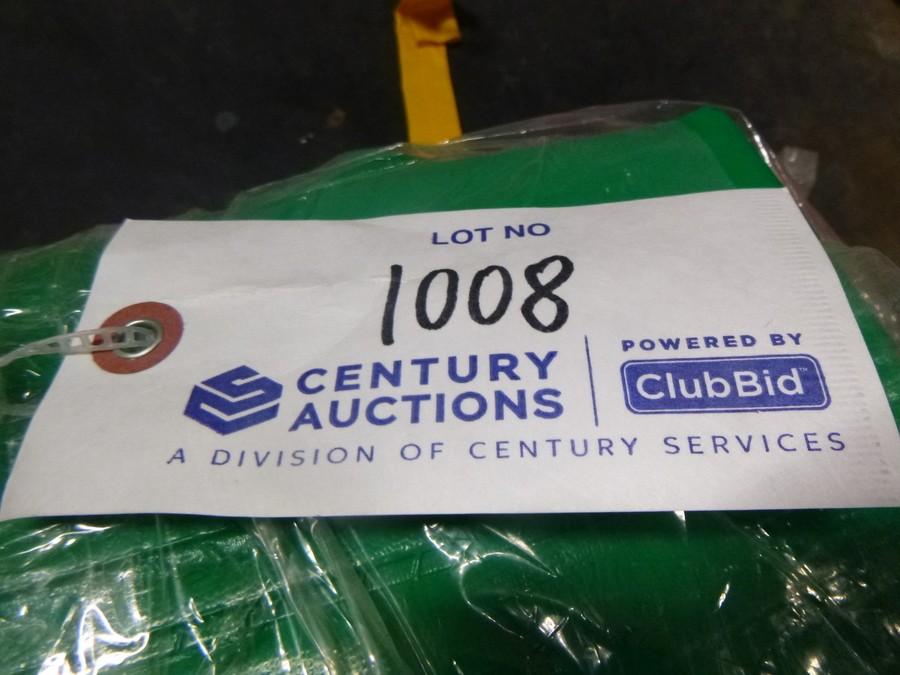 LOT NO
1008
CENTURY
AUCTIONS
POWERED BY
ClubBid™
A DIVISION OF CENTURY SERVICES